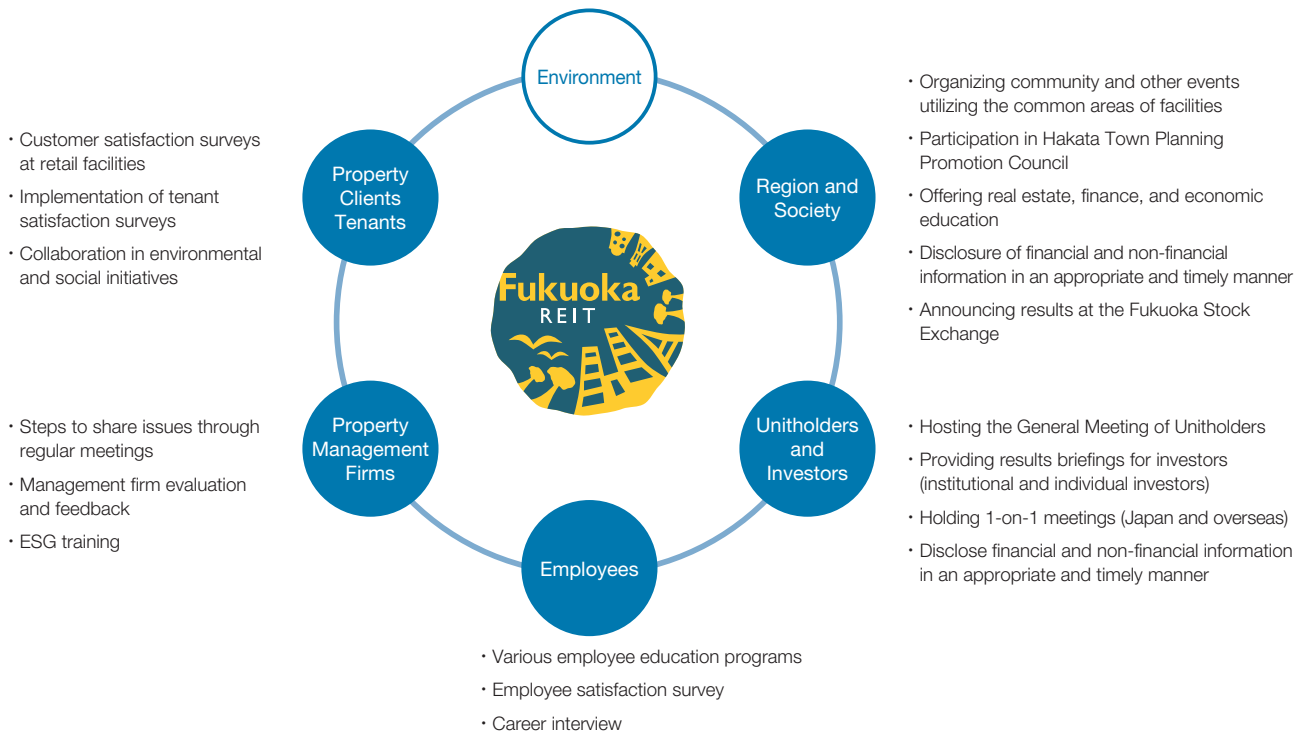 Environment
・Customer satisfaction surveys
at retail facilities
・Implementation of tenant
satisfaction surveys
・Collaboration in environmental
and social initiatives
Property
Clients
Tenants
Region and
Society
・Organizing community and other events
utilizing the common areas of facilities
・Participation in Hakata Town Planning
Promotion Council
・Offering real estate, finance, and economic
education
・Disclosure of financial and non-financial
information in an appropriate and timely manner
・Announcing results at the Fukuoka Stock
Exchange
Fukuoka
REIT
・Steps to share issues through
regular meetings
・Management firm evaluation
and feedback
・ESG training
Property
Management
Firms
Unitholders
and
Investors
・Hosting the General Meeting of Unitholders
・Providing results briefings for investors
(institutional and individual investors)
・Holding 1-on-1 meetings (Japan and overseas)
・Disclose financial and non-financial information
in an appropriate and timely manner
Employees
・Various employee education programs
・Employee satisfaction survey
・Career interview